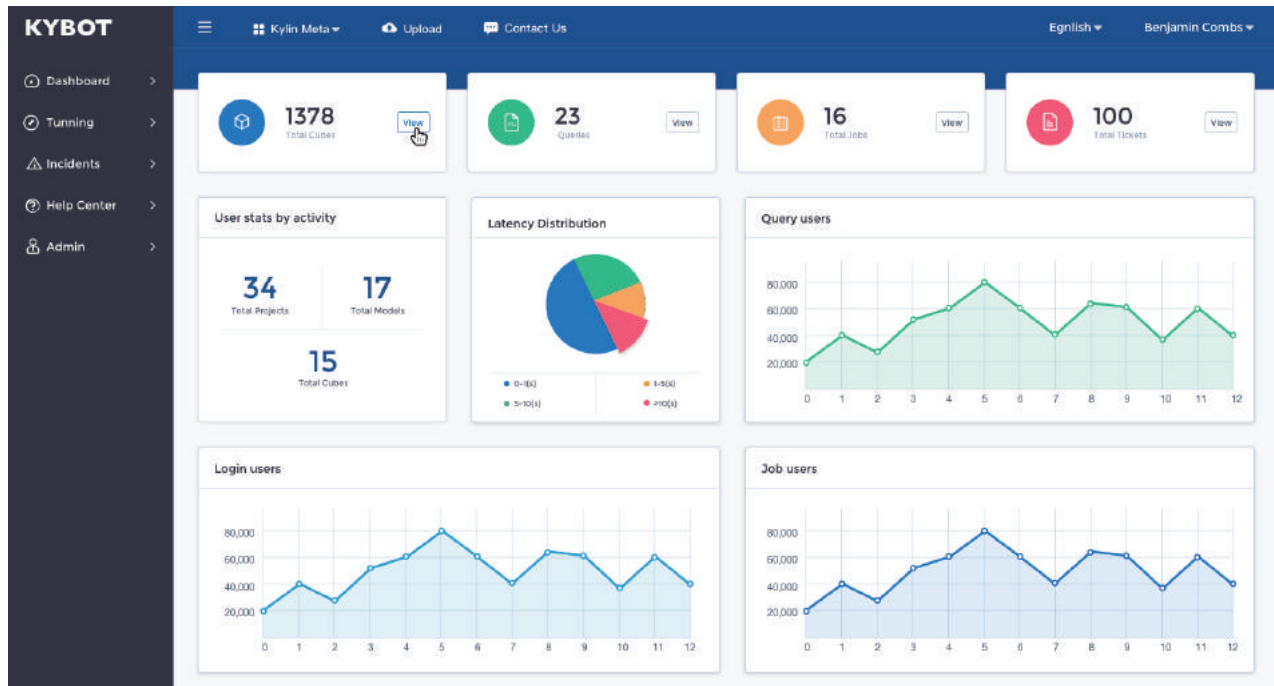 KYBOT
Kylin Meta
Upload
Contact Us
Egnlish
Benjamin Combs
Dashboard
Tunning
Incidents
Help Center
Admin
1378
Total Cubes
View
23
Queries
View
16
Total Jobs
View
100
Total Tickets
View
User stats by activity
34
Total Projects
17
Total Models
15
Total Cubes
Latency Distribution
0-1(s)
1-5(s)
5-10(s)
>10(s)
Query users
80,000
60,000
40,000
20,000
0 1 2 3 4 5 6 7 8 9 10 11 12
Login users
80,000
60,000
40,000
20,000
0 1 2 3 4 5 6 7 8 9 10 11 12
Job users
80,000
60,000
40,000
20,000
0 1 2 3 4 5 6 7 8 9 10 11 12